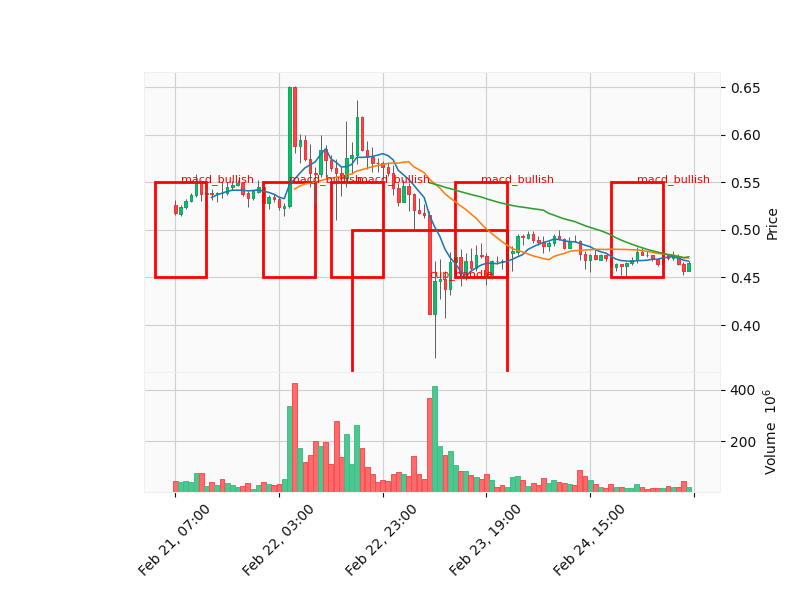 0.65
0.60
macd_bullish macd_bullish macd_bullish macd_bullish macd_bullish
0.55
0.50
Price
cup_handle
0.45
0.40
400
200
Volume 10^6
Feb 21, 07:00
Feb 22, 03:00
Feb 22, 23:00
Feb 23, 19:00
Feb 24, 15:00